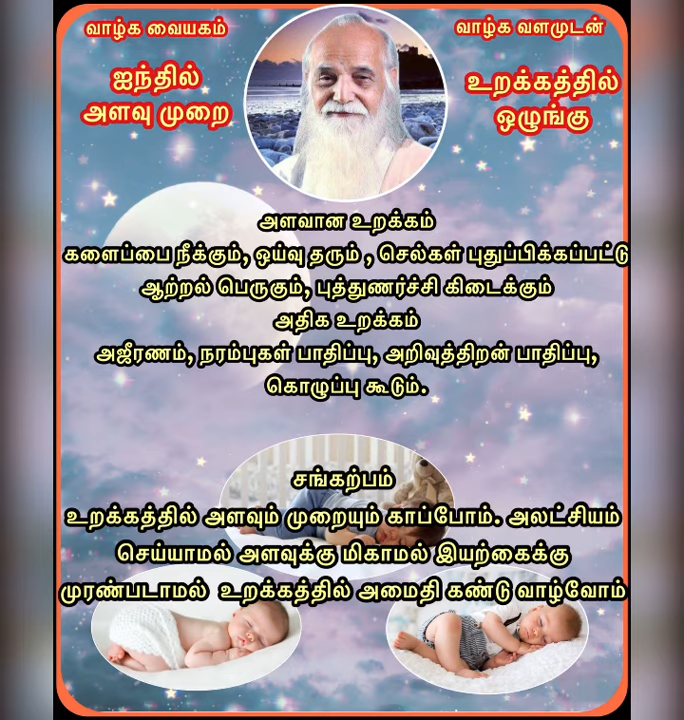 வாழ்க வையகம்
வாழ்க வளமுடன்
ஐந்தில்
அளவு முறை
உறக்கத்தில்
ஒழுங்கு
அளவான உறக்கம்
களைப்பை நீக்கும், ஒய்வு தரும் , செல்கள் புதுப்பிக்கப்பட்டு
ஆற்றல் பெருகும், புத்துணர்ச்சி கிடைக்கும்
அதிக உறக்கம்
அஜீரணம், நரம்புகள் பாதிப்பு, அறிவுத்திறன் பாதிப்பு,
கொழுப்பு கூடும்.
சங்கற்பம்
உறக்கத்தில் அளவும் முறையும் காப்போம். அலட்சியம்
செய்யாமல் அளவுக்கு மிகாமல் இயற்கைக்கு
முரண்படாமல் உறக்கத்தில் அமைதி கண்டு வாழ்வோம்